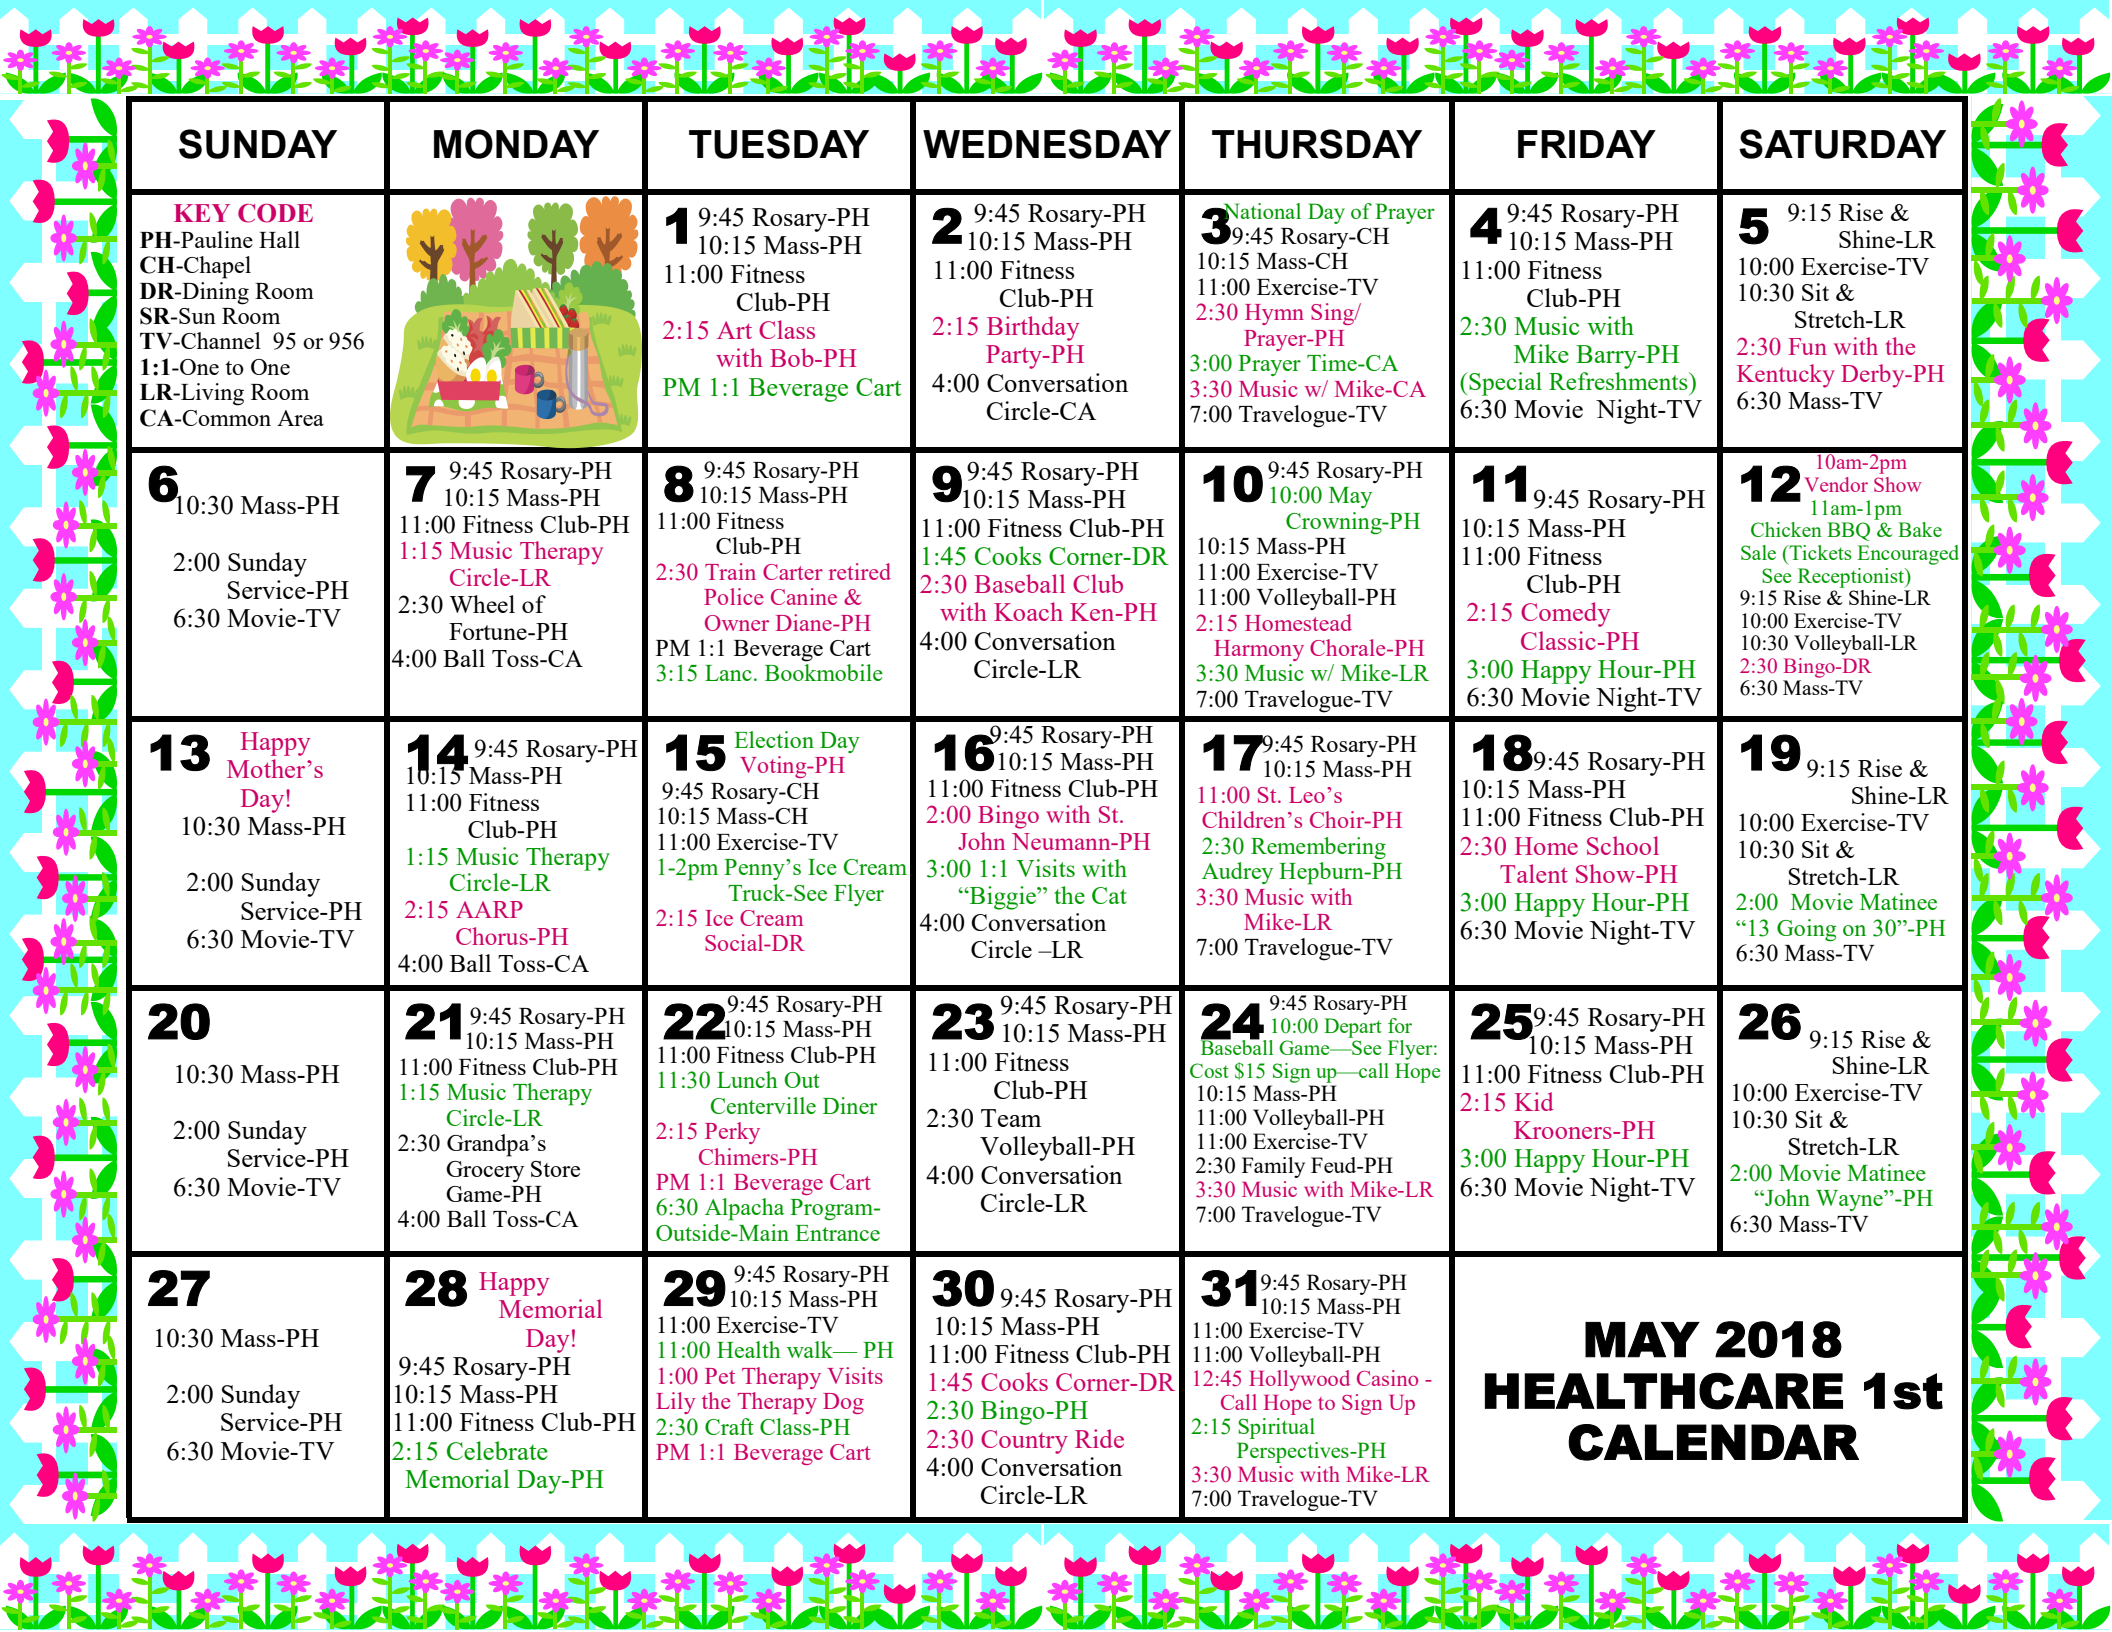 SUNDAY
MONDAY
TUESDAY
WEDNESDAY
THURSDAY
FRIDAY
SATURDAY
KEY CODE
PH-Pauline Hall
CH-Chapel
DR-Dining Room
SR-Sun Room
TV-Channel 95 or 956
1:1-One to One
LR-Living Room
CA-Common Area
1
9:45 Rosary-PH
10:15 Mass-PH
11:00 Fitness
Club-PH
2:15 Art Class
with Bob-PH
PM 1:1 Beverage Cart
2
9:45 Rosary-PH
10:15 Mass-PH
11:00 Fitness
Club-PH
2:15 Birthday
Party-PH
4:00 Conversation
Circle-CA
3
National Day of Prayer
9:45 Rosary-CH
10:15 Mass-CH
11:00 Exercise-TV
2:30 Hymn Sing/
Prayer-PH
3:00 Prayer Time-CA
3:30 Music w/ Mike-CA
7:00 Travelogue-TV
4
9:45 Rosary-PH
10:15 Mass-PH
11:00 Fitness
Club-PH
2:30 Music with
Mike Barry-PH
(Special Refreshments)
6:30 Movie Night-TV
5
9:15 Rise &
Shine-LR
10:00 Exercise-TV
10:30 Sit &
Stretch-LR
2:30 Fun with the
Kentucky Derby-PH
6:30 Mass-TV
6
10:30 Mass-PH
2:00 Sunday
Service-PH
6:30 Movie-TV
7
9:45 Rosary-PH
10:15 Mass-PH
11:00 Fitness Club-PH
1:15 Music Therapy
Circle-LR
2:30 Wheel of
Fortune-PH
4:00 Ball Toss-CA
8
9:45 Rosary-PH
10:15 Mass-PH
11:00 Fitness
Club-PH
2:30 Train Carter retired
Police Canine &
Owner Diane-PH
PM 1:1 Beverage Cart
3:15 Lanc. Bookmobile
9
9:45 Rosary-PH
10:15 Mass-PH
11:00 Fitness Club-PH
1:45 Cooks Corner-DR
2:30 Baseball Club
with Koach Ken-PH
4:00 Conversation
Circle-LR
10
9:45 Rosary-PH
10:00 May
Crowning-PH
10:15 Mass-PH
11:00 Exercise-TV
11:00 Volleyball-PH
2:15 Homestead
Harmony Chorale-PH
3:30 Music w/ Mike-LR
7:00 Travelogue-TV
11
9:45 Rosary-PH
10:15 Mass-PH
11:00 Fitness
Club-PH
2:15 Comedy
Classic-PH
3:00 Happy Hour-PH
6:30 Movie Night-TV
12
10am-2pm
Vendor Show
11am-1pm
Chicken BBQ & Bake
Sale (Tickets Encouraged
See Receptionist)
9:15 Rise & Shine-LR
10:00 Exercise-TV
10:30 Volleyball-LR
2:30 Bingo-DR
6:30 Mass-TV
13
Happy
Mother’s
Day!
10:30 Mass-PH
2:00 Sunday
Service-PH
6:30 Movie-TV
14
9:45 Rosary-PH
10:15 Mass-PH
11:00 Fitness
Club-PH
1:15 Music Therapy
Circle-LR
2:15 AARP
Chorus-PH
4:00 Ball Toss-CA
15
Election Day
Voting-PH
9:45 Rosary-CH
10:15 Mass-CH
11:00 Exercise-TV
1-2pm Penny’s Ice Cream
Truck-See Flyer
2:15 Ice Cream
Social-DR
16
9:45 Rosary-PH
10:15 Mass-PH
11:00 Fitness Club-PH
2:00 Bingo with St.
John Neumann-PH
3:00 1:1 Visits with
“Biggie” the Cat
4:00 Conversation
Circle –LR
17
9:45 Rosary-PH
10:15 Mass-PH
11:00 St. Leo’s
Children’s Choir-PH
2:30 Remembering
Audrey Hepburn-PH
3:30 Music with
Mike-LR
7:00 Travelogue-TV
18
9:45 Rosary-PH
10:15 Mass-PH
11:00 Fitness Club-PH
2:30 Home School
Talent Show-PH
3:00 Happy Hour-PH
6:30 Movie Night-TV
19
9:15 Rise &
Shine-LR
10:00 Exercise-TV
10:30 Sit &
Stretch-LR
2:00 Movie Matinee
“13 Going on 30”-PH
6:30 Mass-TV
20
10:30 Mass-PH
2:00 Sunday
Service-PH
6:30 Movie-TV
21
9:45 Rosary-PH
10:15 Mass-PH
11:00 Fitness Club-PH
1:15 Music Therapy
Circle-LR
2:30 Grandpa’s
Grocery Store
Game-PH
4:00 Ball Toss-CA
22
9:45 Rosary-PH
10:15 Mass-PH
11:00 Fitness Club-PH
11:30 Lunch Out
Centerville Diner
2:15 Perky
Chimers-PH
PM 1:1 Beverage Cart
6:30 Alpacha Program-
Outside-Main Entrance
23
9:45 Rosary-PH
10:15 Mass-PH
11:00 Fitness
Club-PH
2:30 Team
Volleyball-PH
4:00 Conversation
Circle-LR
24
9:45 Rosary-PH
10:00 Depart for
Baseball Game—See Flyer:
Cost $15 Sign up—call Hope
10:15 Mass-PH
11:00 Volleyball-PH
11:00 Exercise-TV
2:30 Family Feud-PH
3:30 Music with Mike-LR
7:00 Travelogue-TV
25
9:45 Rosary-PH
10:15 Mass-PH
11:00 Fitness Club-PH
2:15 Kid
Krooners-PH
3:00 Happy Hour-PH
6:30 Movie Night-TV
26
9:15 Rise &
Shine-LR
10:00 Exercise-TV
10:30 Sit &
Stretch-LR
2:00 Movie Matinee
“John Wayne”-PH
6:30 Mass-TV
27
10:30 Mass-PH
2:00 Sunday
Service-PH
6:30 Movie-TV
28
Happy
Memorial
Day!
9:45 Rosary-PH
10:15 Mass-PH
11:00 Fitness Club-PH
2:15 Celebrate
Memorial Day-PH
29
9:45 Rosary-PH
10:15 Mass-PH
11:00 Exercise-TV
11:00 Health walk— PH
1:00 Pet Therapy Visits
Lily the Therapy Dog
2:30 Craft Class-PH
PM 1:1 Beverage Cart
30
9:45 Rosary-PH
10:15 Mass-PH
11:00 Fitness Club-PH
1:45 Cooks Corner-DR
2:30 Bingo-PH
2:30 Country Ride
4:00 Conversation
Circle-LR
31
9:45 Rosary-PH
10:15 Mass-PH
11:00 Exercise-TV
11:00 Volleyball-PH
12:45 Hollywood Casino -
Call Hope to Sign Up
2:15 Spiritual
Perspectives-PH
3:30 Music with Mike-LR
7:00 Travelogue-TV
MAY 2018
HEALTHCARE 1st
CALENDAR